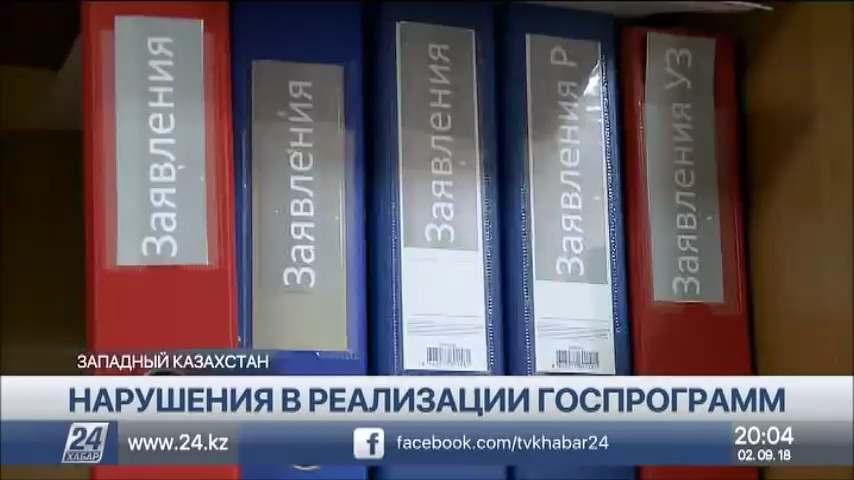 Заявления
Заявления
Заявления
Заявления Р
Заявления УЗ
ЗАПАДНЫЙ КАЗАХСТАН
НАРУШЕНИЯ В РЕАЛИЗАЦИИ ГОСПРОГРАММ
24
ХАБАР
www.24.kz
facebook.com/tvkhabar24
20:04
02.09.18